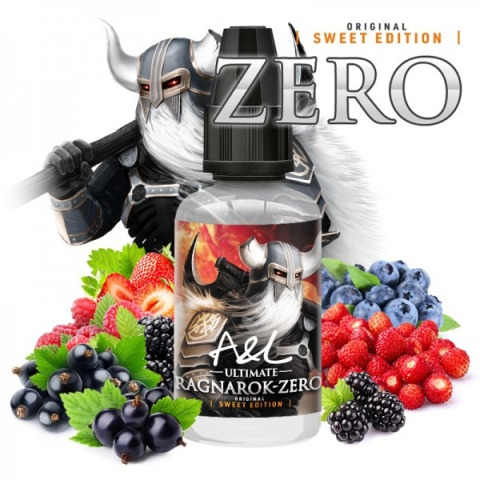 ORIGINAL
| SWEET EDITION |
ZERO
A&L
ULTIMATE
RAGNAROK-ZERO
ORIGINAL
| SWEET EDITION |